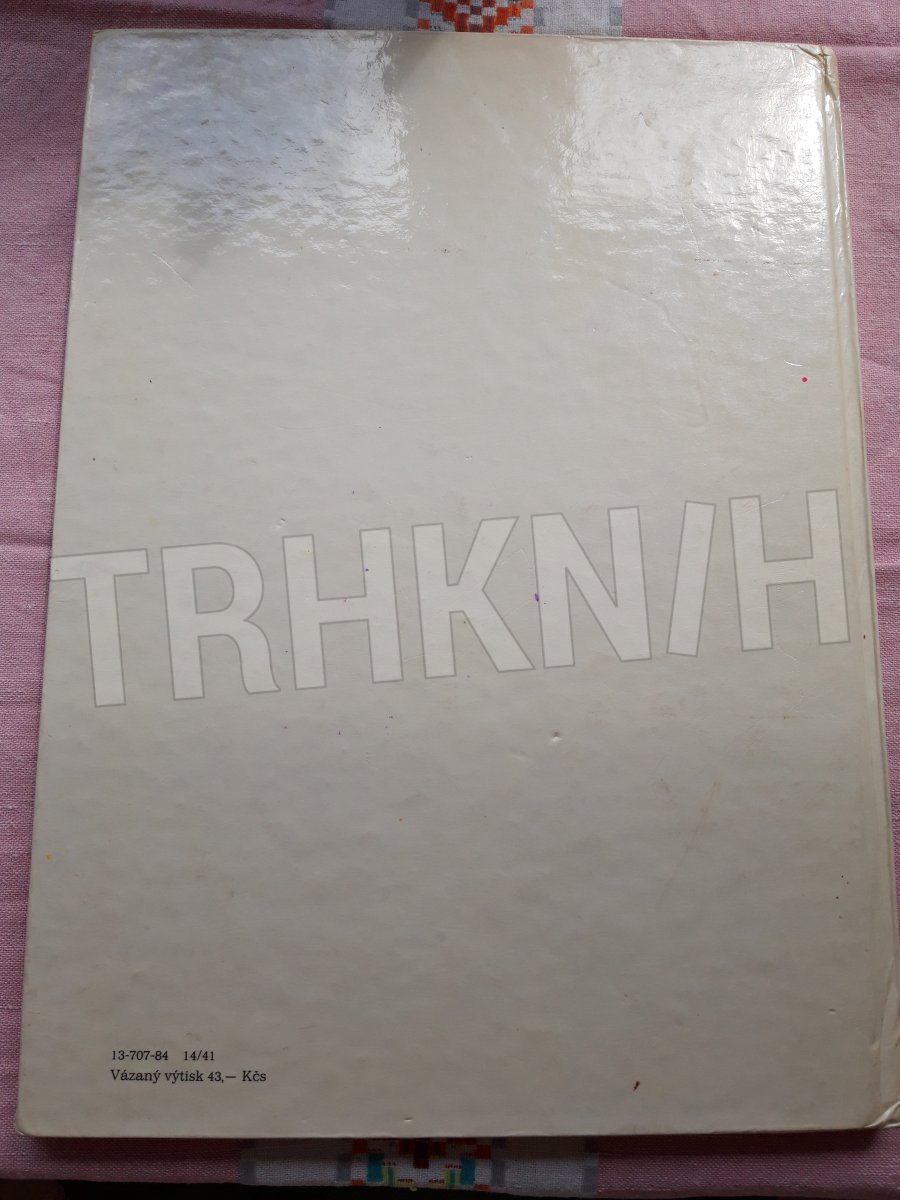 TRHKNIH
13-707-84 14/41
Vázaný výtisk 43,— Kčs